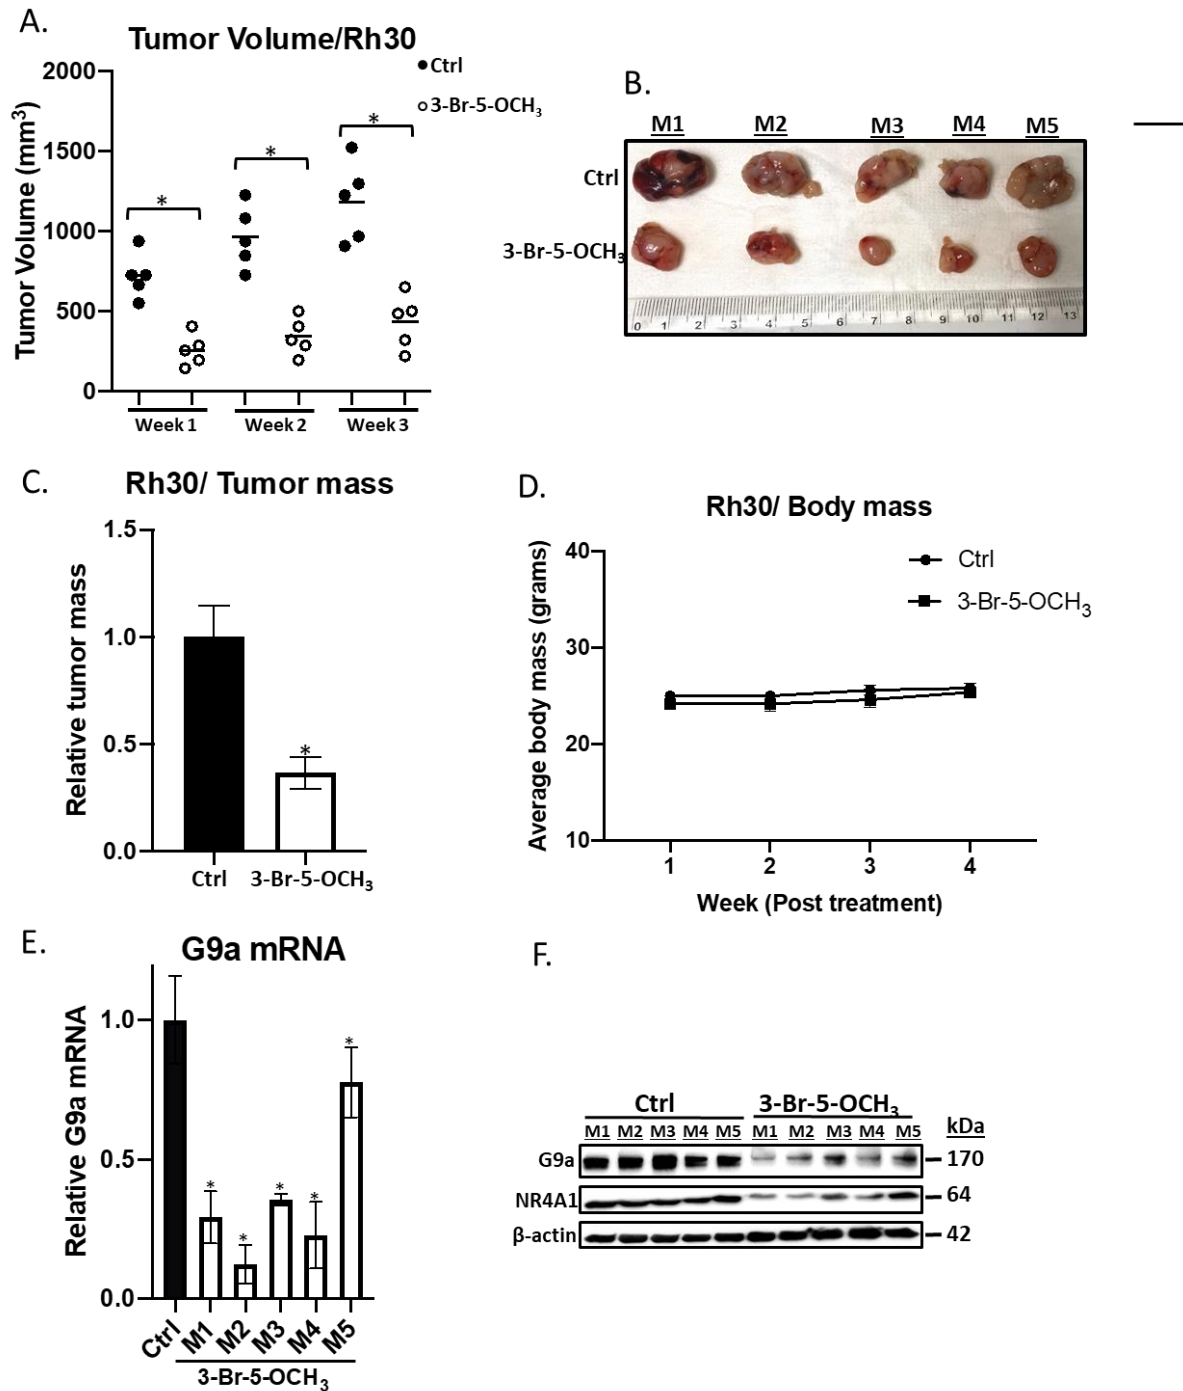 A.
Tumor Volume/Rh30
Ctrl
3-Br-5-OCH3
Tumor Volume (mm3)
2000
1500
1000
500
0
*
*
*
Week 1
Week 2
Week 3
B.
M1 M2 M3 M4 M5
Ctrl
3-Br-5-OCH3
0 1 2 3 4 5 6 7 8 9 10 11 12 13
C.
Rh30/ Tumor mass
Relative tumor mass
1.5
1.0
0.5
0.0
*
Ctrl 3-Br-5-OCH3
D.
Rh30/ Body mass
Ctrl
3-Br-5-OCH3
Average body mass (grams)
40
30
20
10
1 2 3 4
Week (Post treatment)
E.
G9a mRNA
Relative G9a mRNA
1.0
0.5
0.0
* * * * *
Ctrl M1 M2 M3 M4 M5
3-Br-5-OCH3
F.
Ctrl 3-Br-5-OCH3
M1 M2 M3 M4 M5 M1 M2 M3 M4 M5 kDa
G9a 170
NR4A1 64
β-actin 42